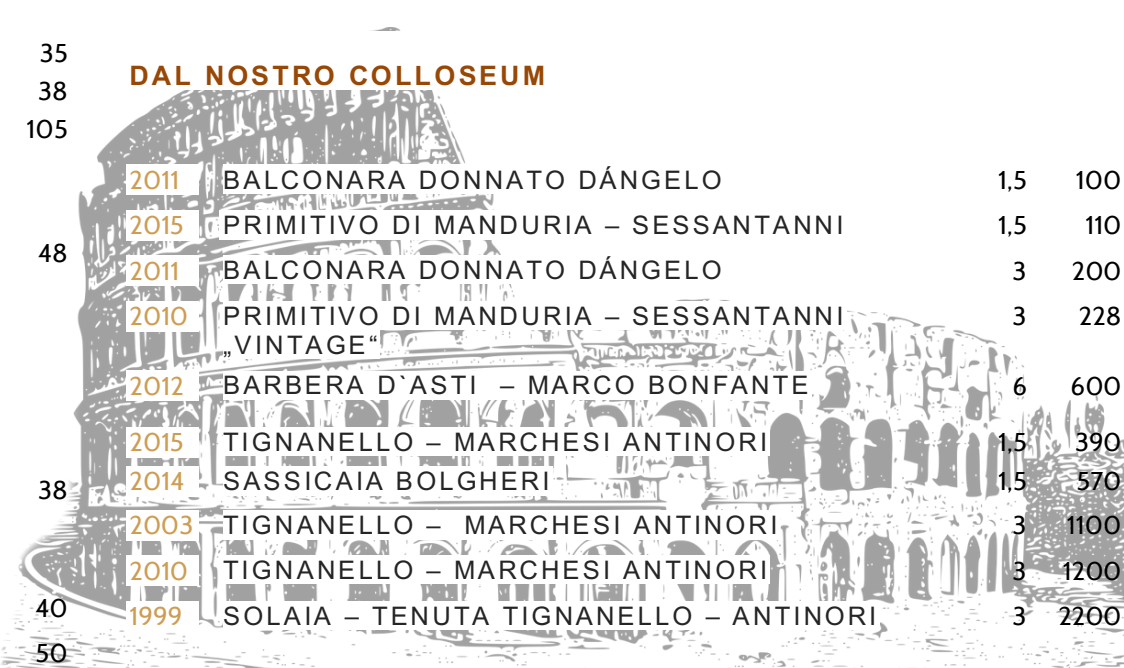 35
38
105
48
38
40
50
DAL NOSTRO COLLOSEUM
2011 BALCONARA DONNATO DÁNGELO 1,5 100
2015 PRIMITIVO DI MANDURIA – SESSANTANNI 1,5 110
2011 BALCONARA DONNATO DÁNGELO 3 200
2010 PRIMITIVO DI MANDURIA – SESSANTANNI 3 228
„VINTAGE“
2012 BARBERA D`ASTI – MARCO BONFANTE 6 600
2015 TIGNANELLO – MARCHESI ANTINORI 1,5 390
2014 SASSICAIA BOLGHERI 1,5 570
2003 TIGNANELLO – MARCHESI ANTINORI 3 1100
2010 TIGNANELLO – MARCHESI ANTINORI 3 1200
1999 SOLAIA – TENUTA TIGNANELLO – ANTINORI 3 2200